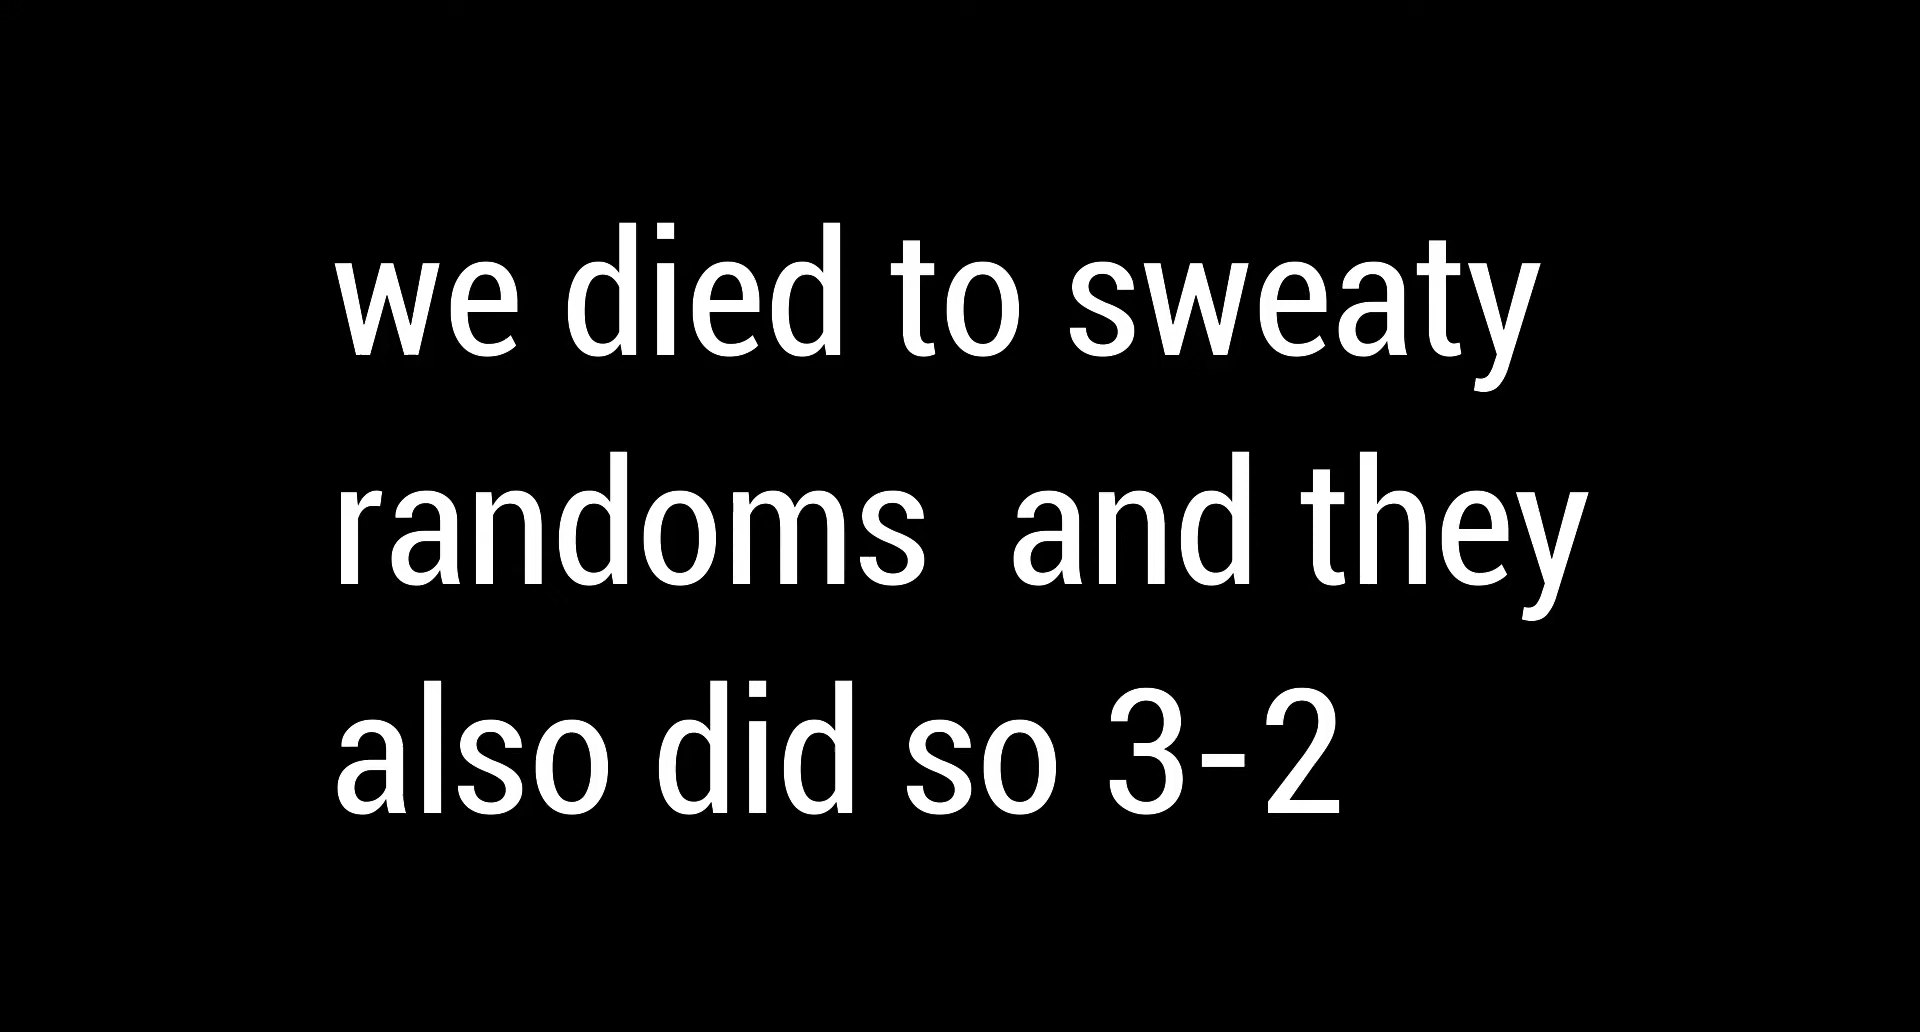 we died to sweaty
randoms  and they
also did so 3-2